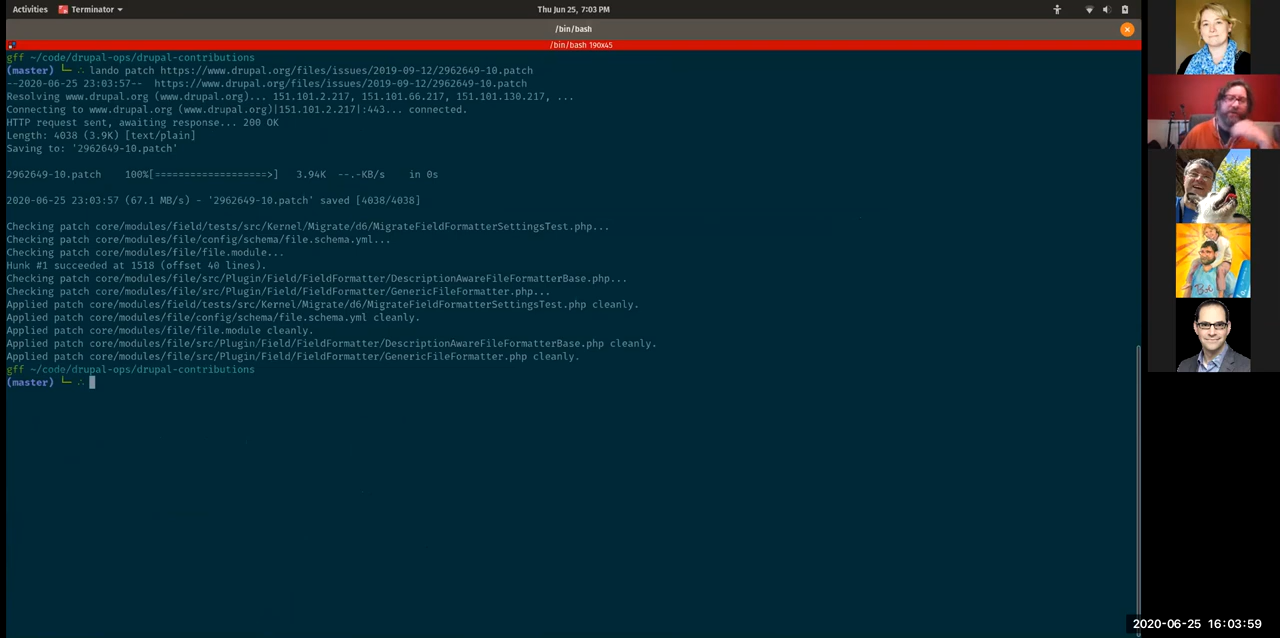 Activities
Terminator
Thu Jun 25, 7:03 PM
/bin/bash
/bin/bash 190x45
gff ~/code/drupal-ops/drupal-contributions
(master) └─ ∴ lando patch https://www.drupal.org/files/issues/2019-09-12/2962649-10.patch
--2020-06-25 23:03:57--  https://www.drupal.org/files/issues/2019-09-12/2962649-10.patch
Resolving www.drupal.org (www.drupal.org)... 151.101.2.217, 151.101.66.217, 151.101.130.217, ...
Connecting to www.drupal.org (www.drupal.org)|151.101.2.217|:443... connected.
HTTP request sent, awaiting response... 200 OK
Length: 4038 (3.9K) [text/plain]
Saving to: '2962649-10.patch'
2962649-10.patch    100%[===================>]   3.94K  --.-KB/s    in 0s
2020-06-25 23:03:57 (67.1 MB/s) - '2962649-10.patch' saved [4038/4038]
Checking patch core/modules/field/tests/src/Kernel/Migrate/d6/MigrateFieldFormatterSettingsTest.php...
Checking patch core/modules/file/config/schema/file.schema.yml...
Checking patch core/modules/file/file.module...
Hunk #1 succeeded at 1518 (offset 40 lines).
Checking patch core/modules/file/src/Plugin/Field/FieldFormatter/DescriptionAwareFileFormatterBase.php...
Checking patch core/modules/file/src/Plugin/Field/FieldFormatter/GenericFileFormatter.php...
Applied patch core/modules/field/tests/src/Kernel/Migrate/d6/MigrateFieldFormatterSettingsTest.php cleanly.
Applied patch core/modules/file/config/schema/file.schema.yml cleanly.
Applied patch core/modules/file/file.module cleanly.
Applied patch core/modules/file/src/Plugin/Field/FieldFormatter/DescriptionAwareFileFormatterBase.php cleanly.
Applied patch core/modules/file/src/Plugin/Field/FieldFormatter/GenericFileFormatter.php cleanly.
gff ~/code/drupal-ops/drupal-contributions
(master) └─ ∴
2020-06-25 16:03:59